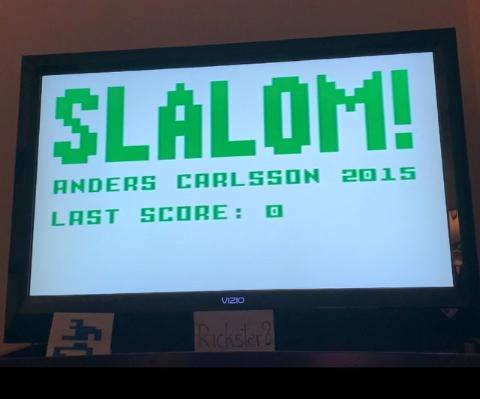 SLALOM!
ANDERS CARLSSON 2015
LAST SCORE: 0
VIZIO
Rickster8